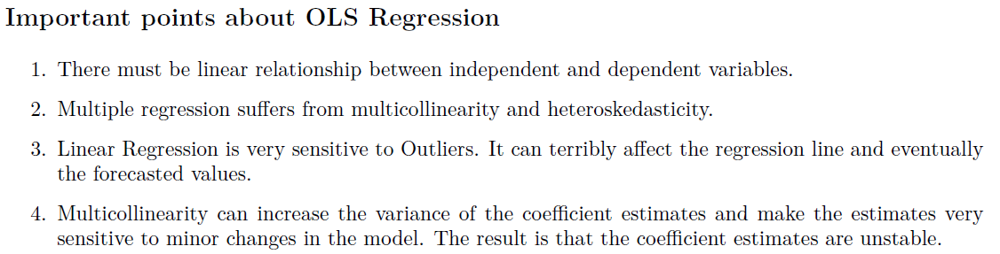 Important points about OLS Regression
1. There must be linear relationship between independent and dependent variables.
2. Multiple regression suffers from multicollinearity and heteroskedasticity.
3. Linear Regression is very sensitive to Outliers. It can terribly affect the regression line and eventually
the forecasted values.
4. Multicollinearity can increase the variance of the coefficient estimates and make the estimates very
sensitive to minor changes in the model. The result is that the coefficient estimates are unstable.